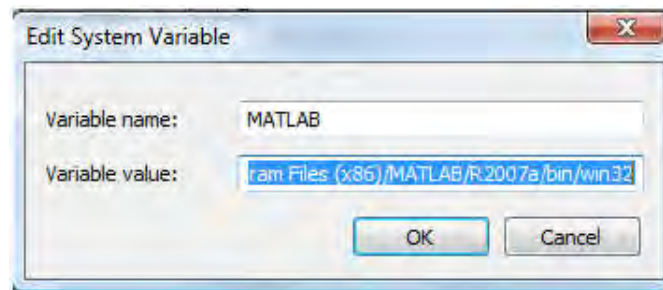 Edit System Variable
Variable name: MATLAB
Variable value: ram Files (x86)/MATLAB/R2007a/bin/win32
OK Cancel